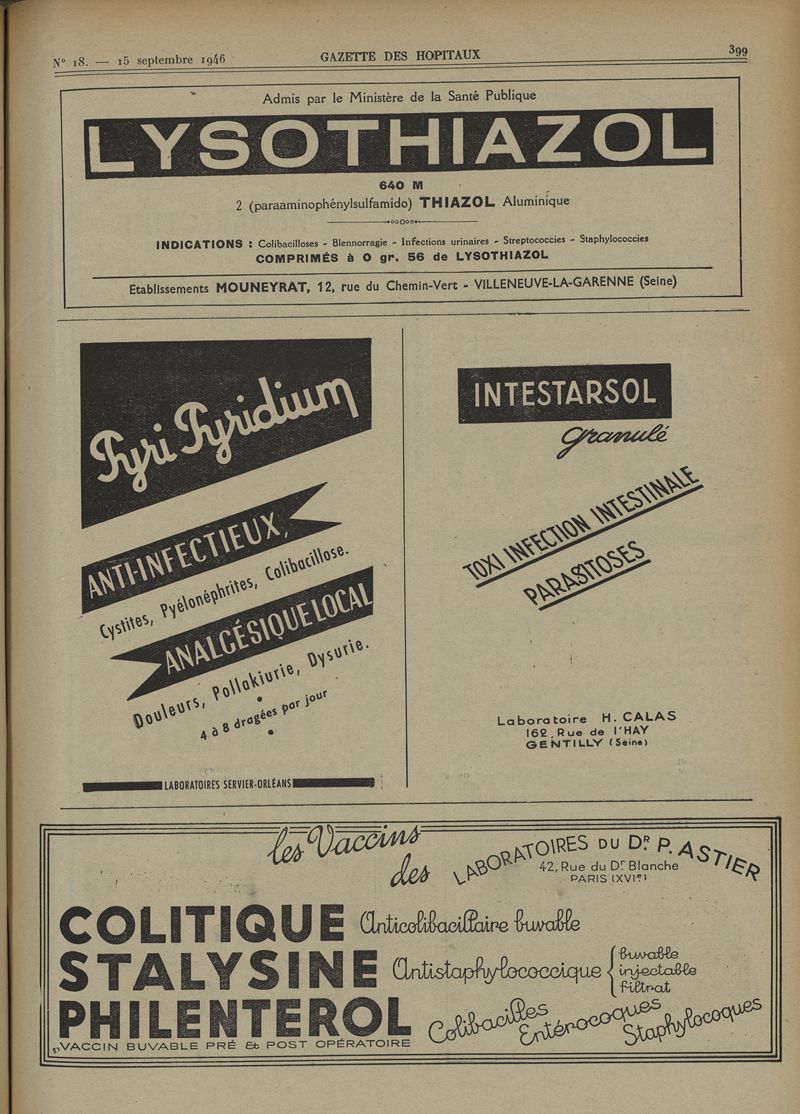 N° 18. — 15 septembre 1946
GAZETTE DES HOPITAUX
399
Admis par le Ministère de la Santé Publique
LYSOTHIAZOL
640 M
2 (paraaminophénylsulfamido) THIAZOL Aluminique
INDICATIONS : Colibacilloses - Blennorragie - Infections urinaires - Streptococcies - Staphylococcies
COMPRIMÉS à 0 gr. 56 de LYSOTHIAZOL
Etablissements MOUNEYRAT, 12, rue du Chemin-Vert - VILLENEUVE-LA-GARENNE (Seine)
Pyri Pyridium
ANTI-INFECTIEUX,
Cystites, Pyélonéphrites, Colibacillose.
ANALGÉSIQUE LOCAL
Douleurs, Pollakiurie, Dysurie.
4 à 8 dragées par jour
LABORATOIRES SERVIER-ORLÉANS
INTESTARSOL
granulé
TOXI INFECTION INTESTINALE
PARASITOSES
Laboratoire H. CALAS
162, Rue de l'HAY
GENTILLY (Seine)
les Vaccins
des
LABORATOIRES DU Dr P. ASTIER
42, Rue du Dr Blanche
PARIS (XVIe)
COLITIQUE Anticolibacillaire buvable
STALYSINE Antistaphylococcique { buvable
injectable
filtrat
PHILENTEROL Colibacilles
Entérocoques
Staphylocoques
VACCIN BUVABLE PRÉ & POST OPÉRATOIRE